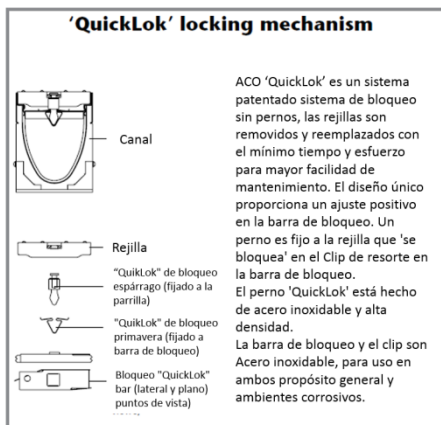 'QuickLok' locking mechanism
Canal
Rejilla
"QuikLok" de bloqueo
espárrago (fijado a la
parrilla)
"QuikLok" de bloqueo
primavera (fijado a
barra de bloqueo)
Bloqueo "QuickLok"
bar (lateral y plano)
puntos de vista)
ACO 'QuickLok' es un sistema
patentado sistema de bloqueo
sin pernos, las rejillas son
removidos y reemplazados con
el mínimo tiempo y esfuerzo
para mayor facilidad de
mantenimiento. El diseño único
proporciona un ajuste positivo
en la barra de bloqueo. Un
perno es fijo a la rejilla que 'se
bloquea' en el Clip de resorte en
la barra de bloqueo.
El perno 'QuickLok' está hecho
de acero inoxidable y alta
densidad.
La barra de bloqueo y el clip son
Acero inoxidable, para uso en
ambos propósito general y
ambientes corrosivos.